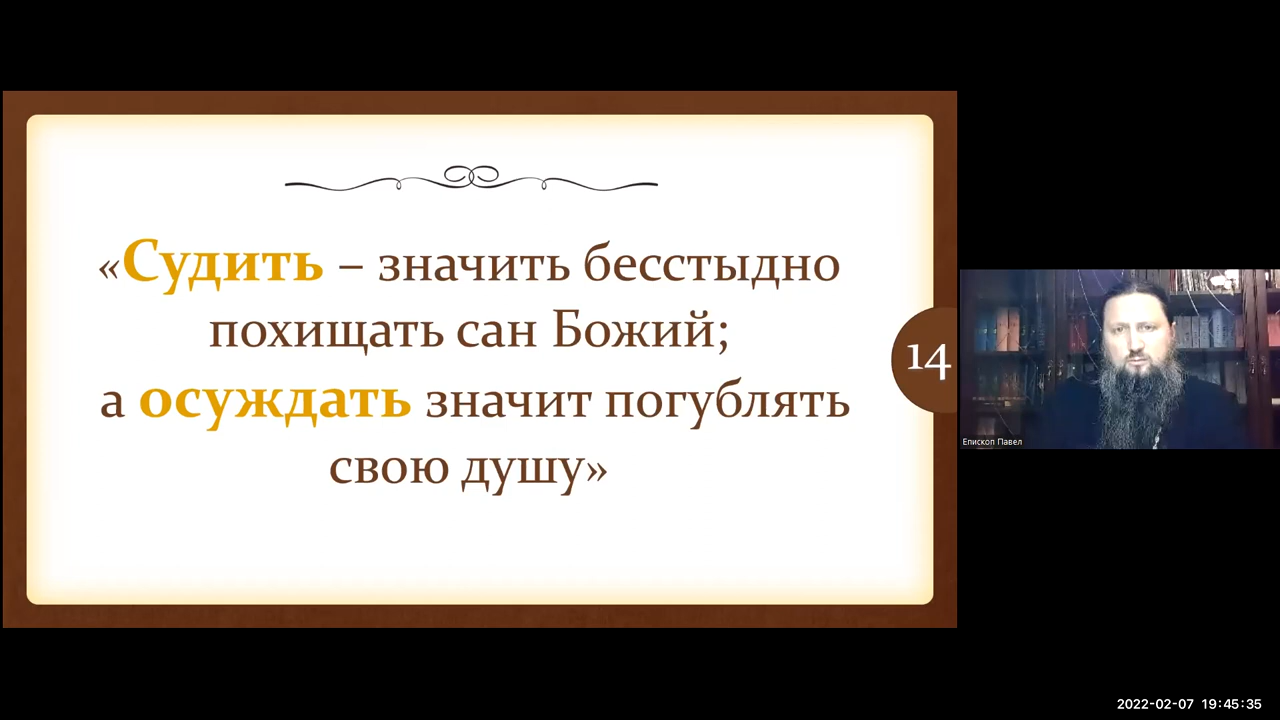 «Судить – значить бесстыдно
похищать сан Божий;
а осуждать значит погублять
свою душу»
14
Епископ Павел
2022-02-07 19:45:35